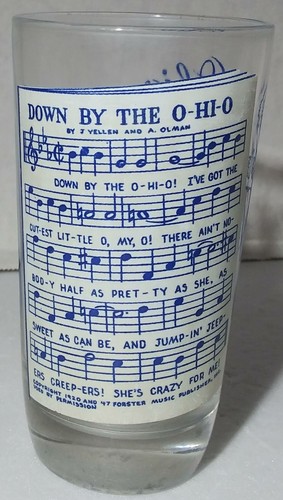 DOWN BY THE O-HI-O
BY J YELLEN AND A. OLMAN
DOWN BY THE O-HI-O! I'VE GOT THE
CUT-EST LIT-TLE O, MY, O! THERE AIN'T NO-
BOD-Y HALF AS PRET-TY AS SHE, AS
SWEET AS CAN BE, AND JUMP-IN' JEEP-
ERS CREEP-ERS! SHE'S CRAZY FOR ME!
COPYRIGHT 1920 AND '47 FORSTER MUSIC PUBLISHER,
USED BY PERMISSION